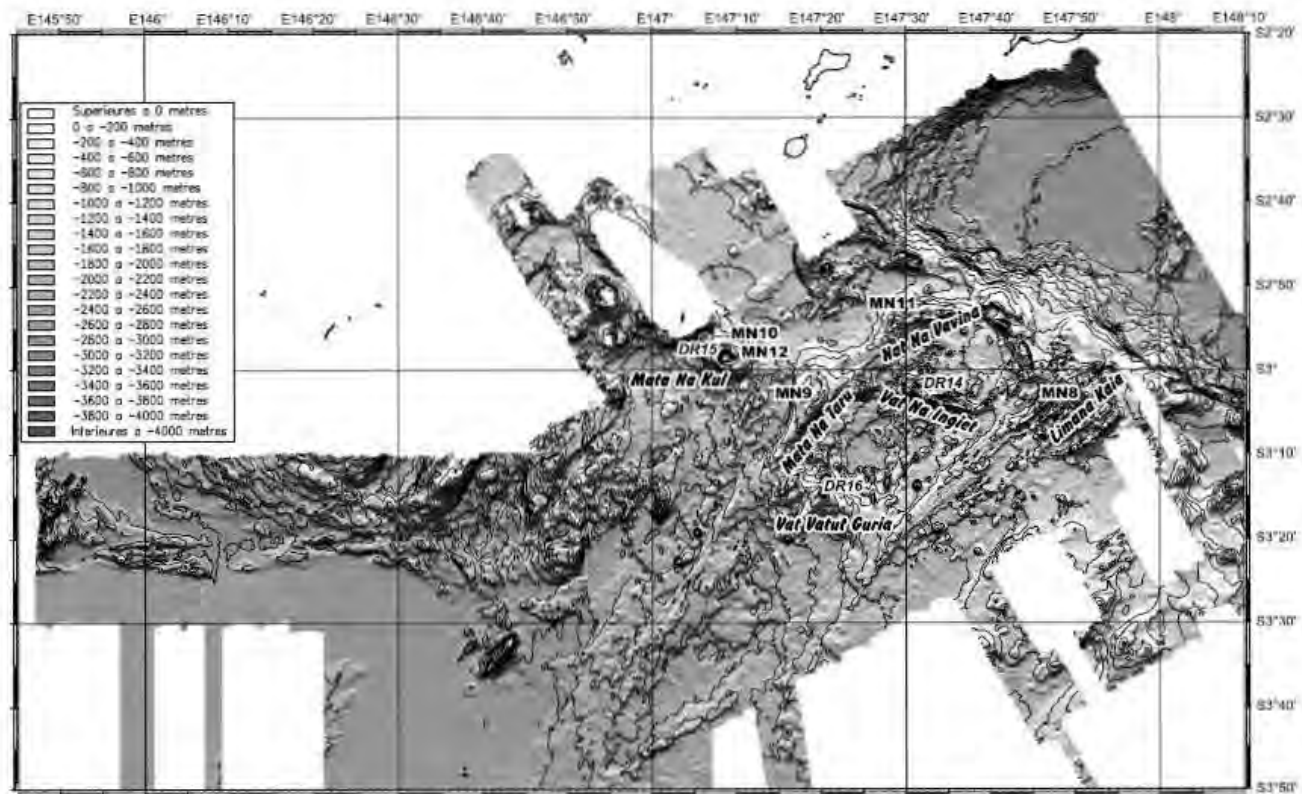 E145°50' E146° E146°10' E146°20' E146°30' E146°40' E146°50' E147° E147°10' E147°20' E147°30' E147°40' E147°50' E148° E148°10'
S2°20'
Superieures a 0 metres
0 a -200 metres
-200 a -400 metres
-400 a -600 metres
-600 a -800 metres
-800 a -1000 metres
-1000 a -1200 metres
-1200 a -1400 metres
-1400 a -1600 metres
-1600 a -1800 metres
-1800 a -2000 metres
-2000 a -2200 metres
-2200 a -2400 metres
-2400 a -2600 metres
-2600 a -2800 metres
-2800 a -3000 metres
-3000 a -3200 metres
-3200 a -3400 metres
-3400 a -3600 metres
-3600 a -3800 metres
-3800 a -4000 metres
Interieures a -4000 metres
S2°30'
S2°40'
S2°50'
MN11
Nat Na Vavina
MN10
DR15 MN12
S3°
Mata Na Kul
DR14
MN9
MN8
Mata Na Taru
Vat Na Ingiet
Limana Kaia
S3°10'
DR16
Vat Vatut Guria
S3°20'
S3°30'
S3°40'
S3°50'